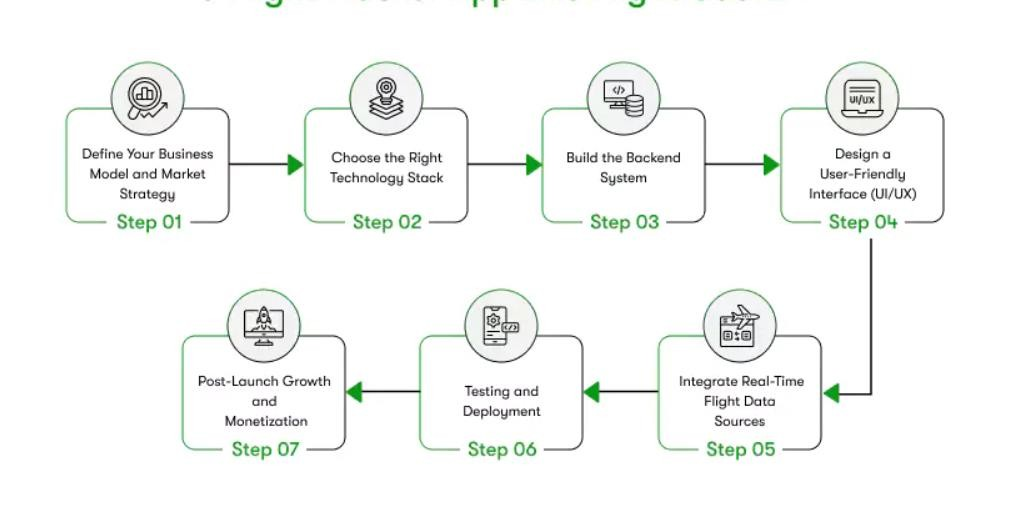 Define Your Business
Model and Market
Strategy
Step 01
Choose the Right
Technology Stack
Step 02
</>
Build the Backend
System
Step 03
UI/UX
Design a
User-Friendly
Interface (UI/UX)
Step 04
Integrate Real-Time
Flight Data
Sources
Step 05
</>
Testing and
Deployment
Step 06
Post-Launch Growth
and
Monetization
Step 07